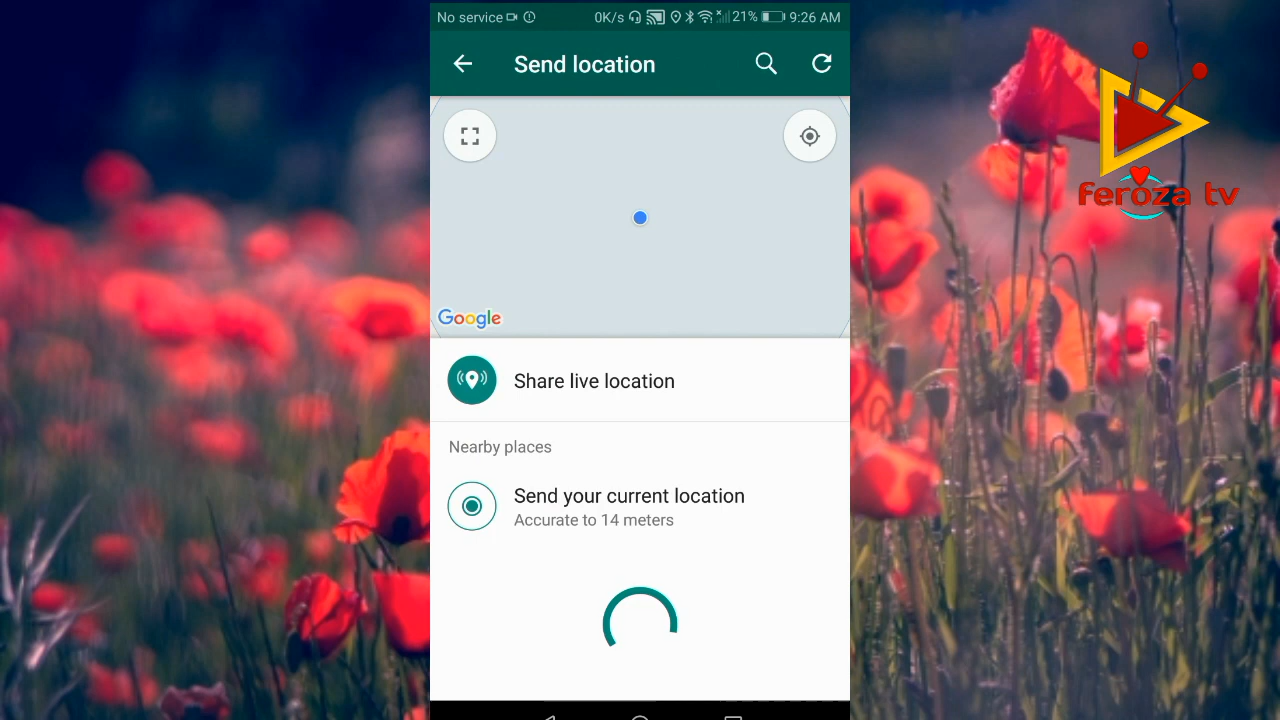 No service 0K/s 21% 9:26 AM
Send location
feroza tv
Google
Share live location
Nearby places
Send your current location
Accurate to 14 meters